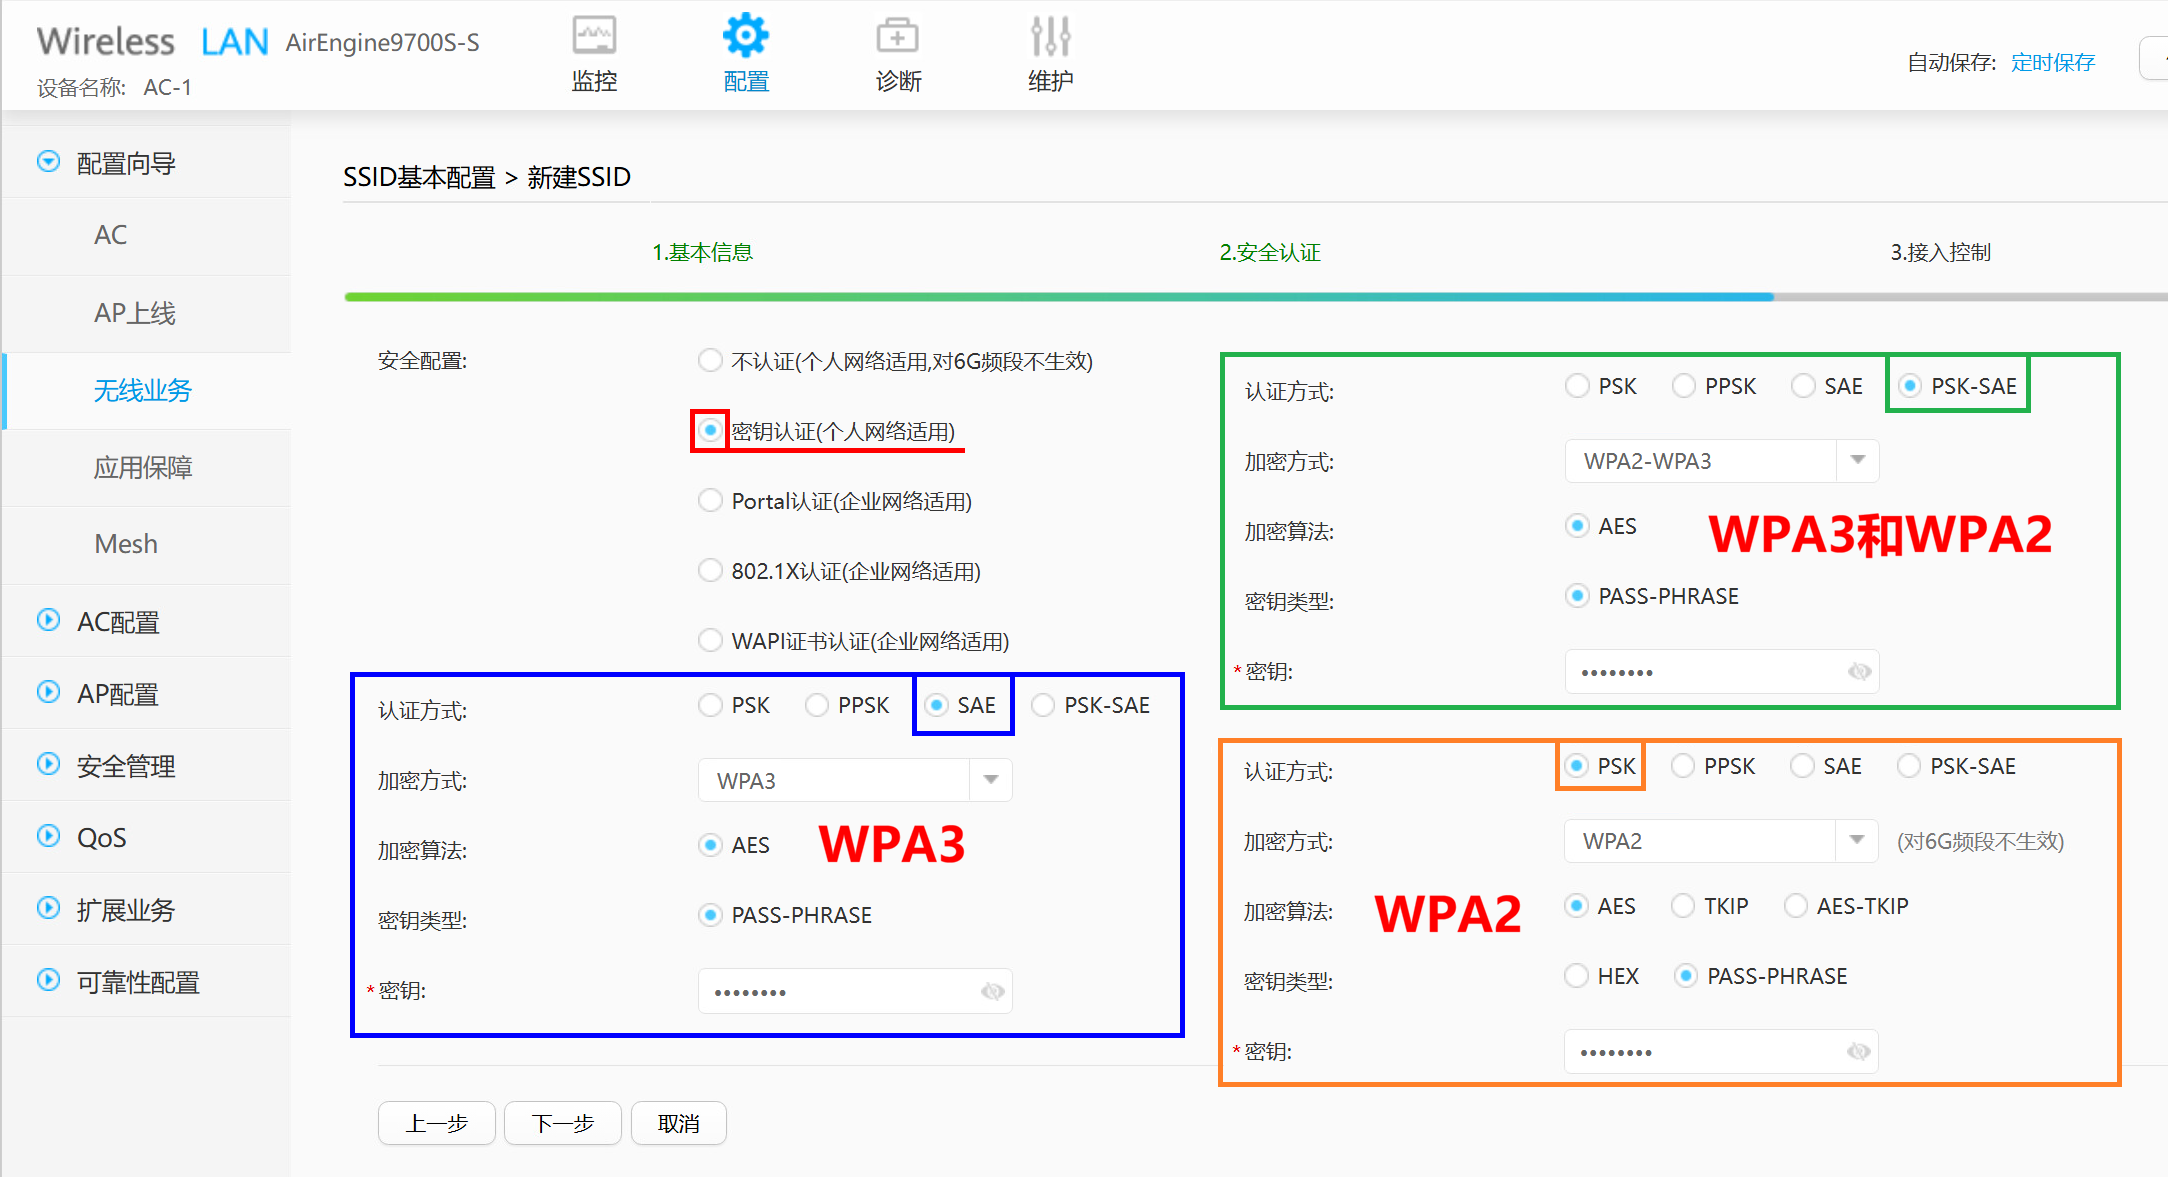 Wireless LAN AirEngine9700S-S
设备名称: AC-1
监控
配置
诊断
维护
自动保存: 定时保存
配置向导
AC
AP上线
无线业务
应用保障
Mesh
AC配置
AP配置
安全管理
QoS
扩展业务
可靠性配置
SSID基本配置 > 新建SSID
1.基本信息
2.安全认证
3.接入控制
安全配置:
不认证(个人网络适用,对6G频段不生效)
密钥认证(个人网络适用)
Portal认证(企业网络适用)
802.1X认证(企业网络适用)
WAPI证书认证(企业网络适用)
认证方式: PSK PPSK SAE PSK-SAE
加密方式: WPA3
加密算法: AES
WPA3
密钥类型: PASS-PHRASE
* 密钥: ••••••••
认证方式: PSK PPSK SAE PSK-SAE
加密方式: WPA2-WPA3
加密算法: AES
WPA3和WPA2
密钥类型: PASS-PHRASE
* 密钥: ••••••••
认证方式: PSK PPSK SAE PSK-SAE
加密方式: WPA2 (对6G频段不生效)
加密算法: AES TKIP AES-TKIP
WPA2
密钥类型: HEX PASS-PHRASE
* 密钥: ••••••••
上一步 下一步 取消